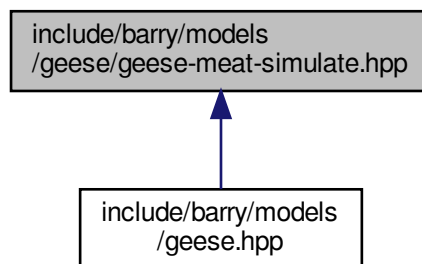 include/barry/models
/geese/geese-meat-simulate.hpp
include/barry/models
/geese.hpp